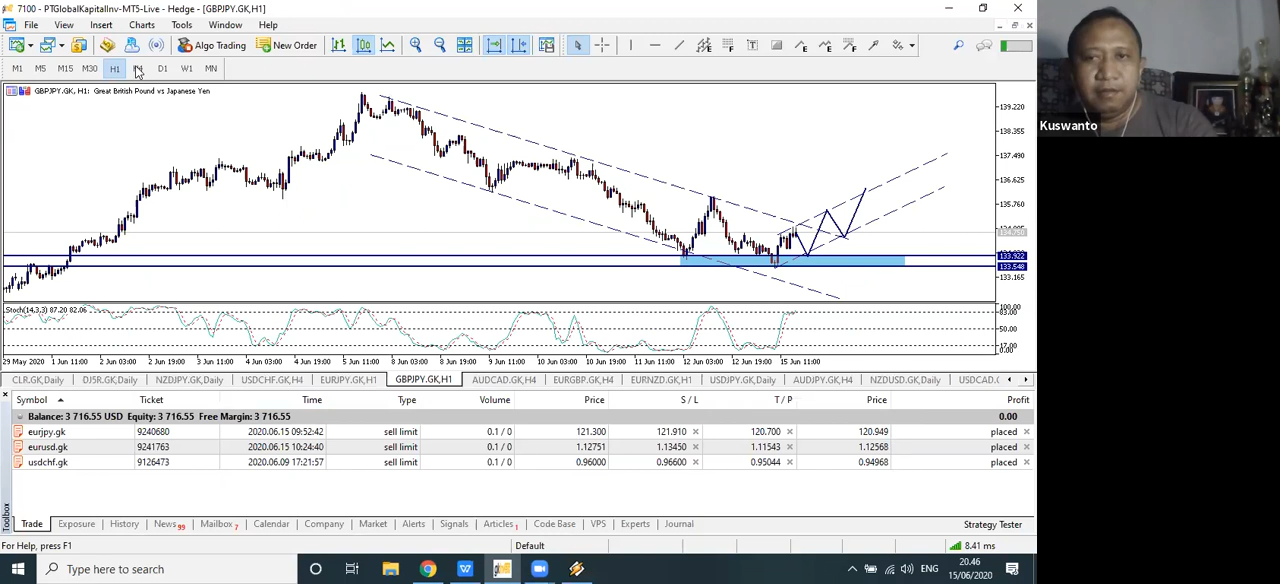 7100 - PTGlobalKapitalInv-MT5-Live - Hedge - [GBPJPY.GK,H1]
File View Insert Charts Tools Window Help
Algo Trading New Order
M1 M5 M15 M30 H1 D1 W1 MN
GBPJPY.GK, H1: Great British Pound vs Japanese Yen
139.220
138.355
137.490
136.625
135.760
133.922
133.548
133.165
Stoch(14,3,3) 87.20 82.06
100.00
83.00
50.00
17.00
0.00
29 May 2020 1 Jun 11:00 2 Jun 03:00 2 Jun 19:00 3 Jun 11:00 4 Jun 03:00 4 Jun 19:00 5 Jun 11:00 8 Jun 03:00 8 Jun 19:00 9 Jun 11:00 10 Jun 03:00 10 Jun 19:00 11 Jun 11:00 12 Jun 03:00 12 Jun 19:00 15 Jun 11:00
CLR.GK,Daily DJ5R.GK,Daily NZDJPY.GK,Daily USDCHF.GK,H4 EURJPY.GK,H1 GBPJPY.GK,H1 AUDCAD.GK,H4 EURGBP.GK,H4 EURNZD.GK,H1 USDJPY.GK,Daily AUDJPY.GK,H4 NZDUSD.GK,Daily USDCAD.G
Symbol Ticket Time Type Volume Price S / L T / P Price Profit
Balance: 3 716.55 USD Equity: 3 716.55 Free Margin: 3 716.55 0.00
eurjpy.gk 9240680 2020.06.15 09:52:42 sell limit 0.1 / 0 121.300 121.910 120.700 120.949 placed
eurusd.gk 9241763 2020.06.15 10:24:40 sell limit 0.1 / 0 1.12751 1.13450 1.11543 1.12568 placed
usdchf.gk 9126473 2020.06.09 17:21:57 sell limit 0.1 / 0 0.96000 0.96600 0.95044 0.94968 placed
Toolbox
Trade Exposure History News 99 Mailbox 7 Calendar Company Market Alerts Signals Articles 1 Code Base VPS Experts Journal Strategy Tester
For Help, press F1 Default 8.41 ms
Type here to search
ENG
20.46
15/06/2020
Kuswanto